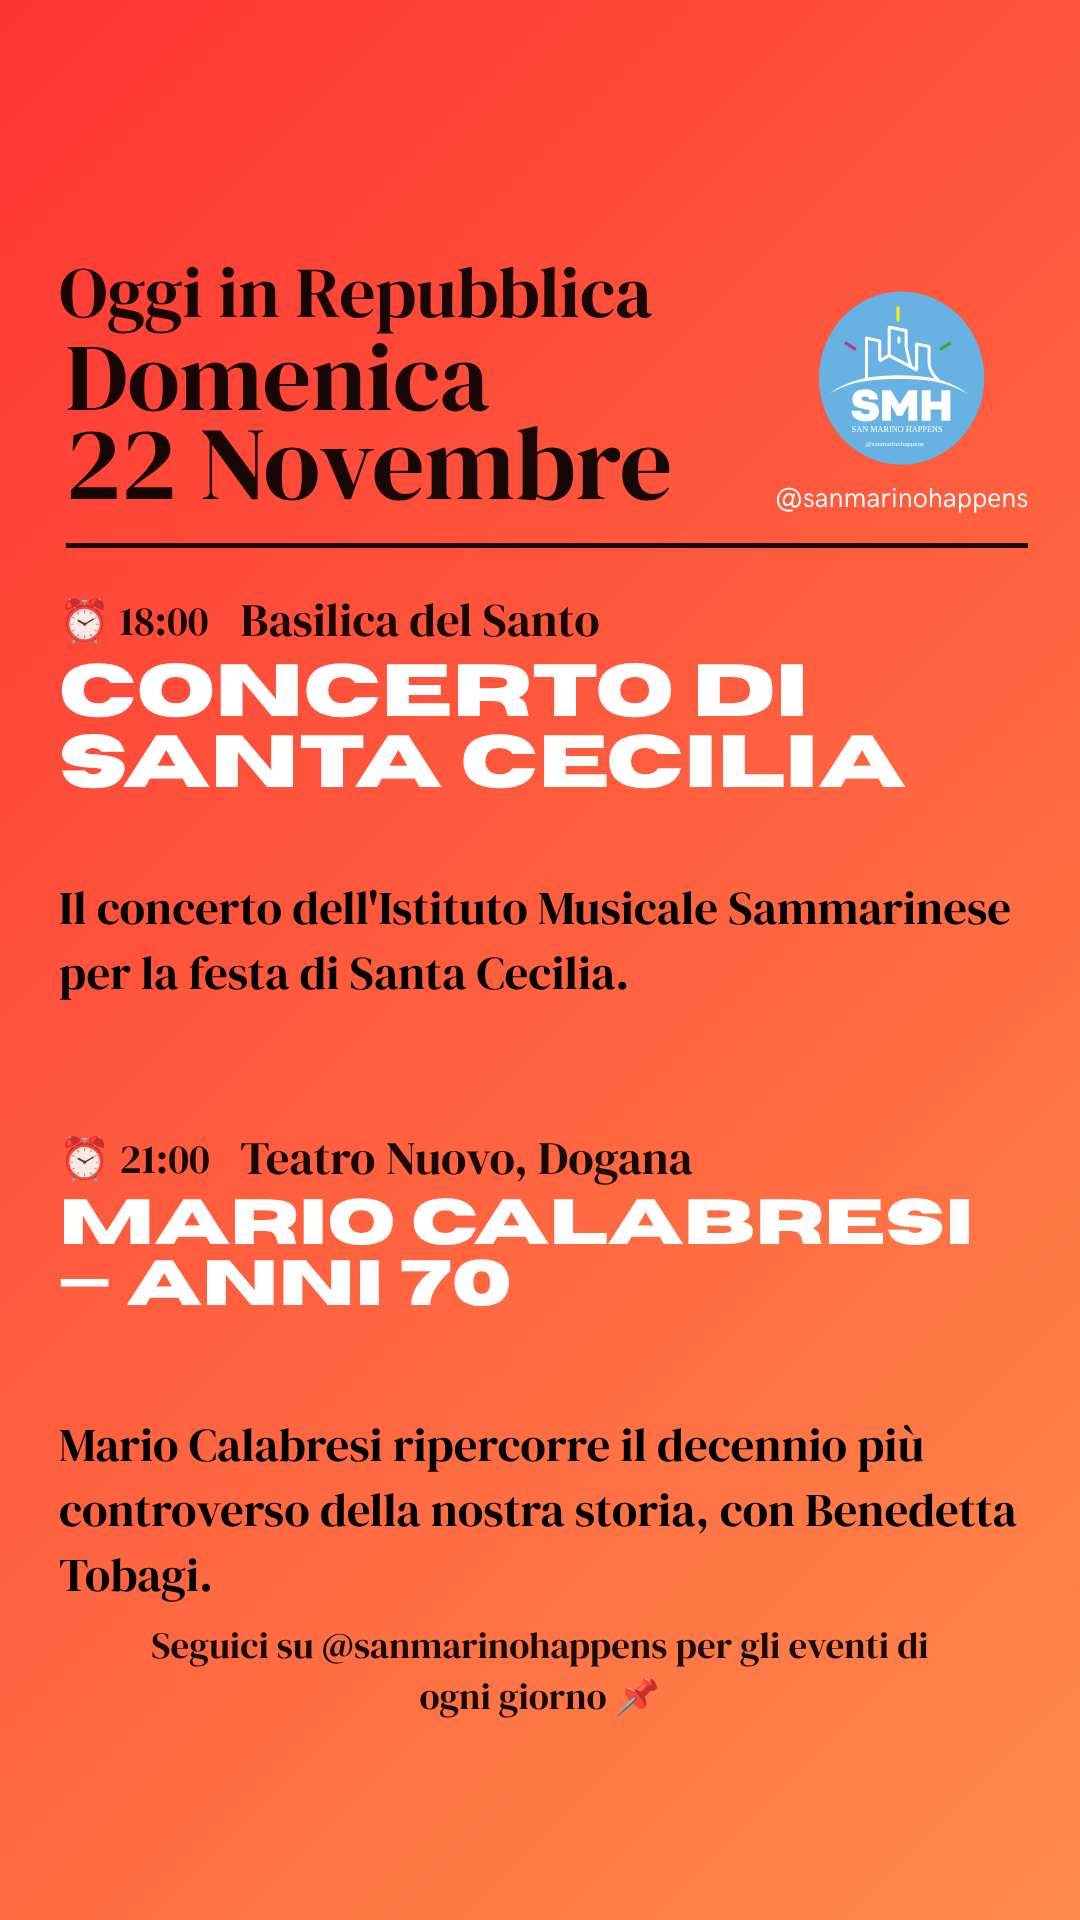 Oggi in Repubblica
Domenica
22 Novembre
SMH
SAN MARINO HAPPENS
@sanmarinohappens
@sanmarinohappens
⏰ 18:00 Basilica del Santo
CONCERTO DI
SANTA CECILIA
Il concerto dell'Istituto Musicale Sammarinese
per la festa di Santa Cecilia.
⏰ 21:00 Teatro Nuovo, Dogana
MARIO CALABRESI
– ANNI 70
Mario Calabresi ripercorre il decennio più
controverso della nostra storia, con Benedetta
Tobagi.
Seguici su @sanmarinohappens per gli eventi di
ogni giorno 📌